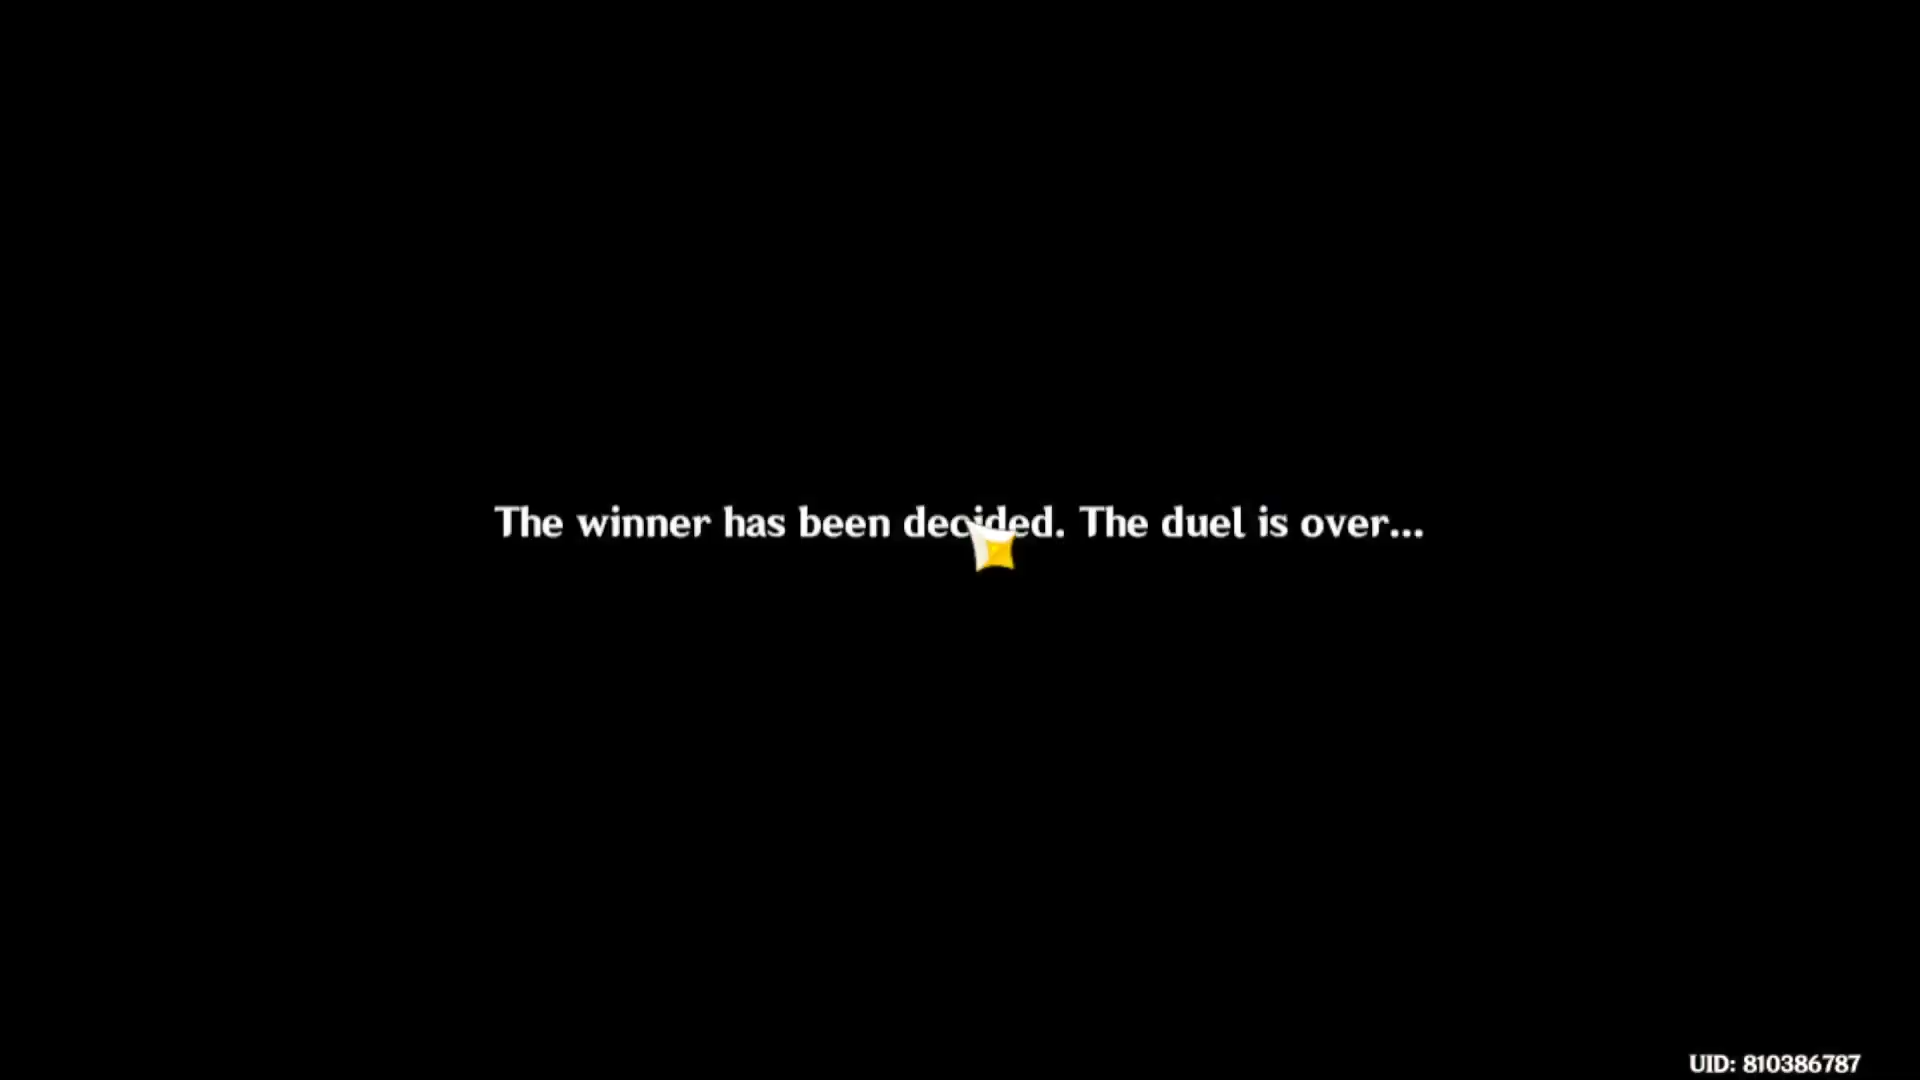 The winner has been decided. The duel is over...
UID: 810386787